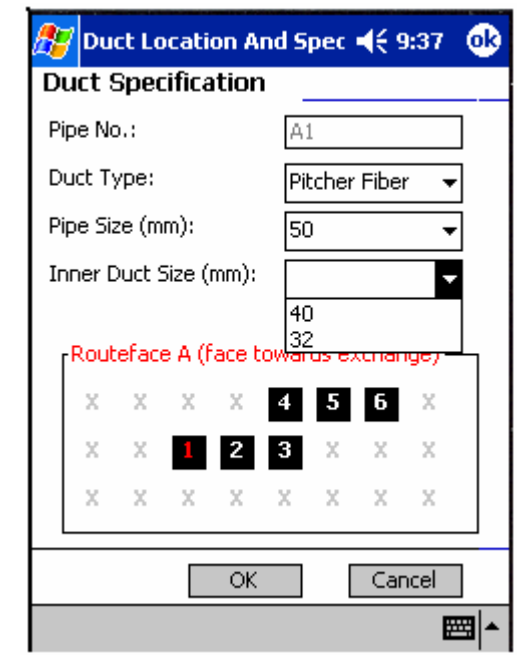 Duct Location And Spec 9:37 ok
Duct Specification
Pipe No.: A1
Duct Type: Pitcher Fiber
Pipe Size (mm): 50
Inner Duct Size (mm):
40
32
Routeface A (face towards exchange)
X X X X 4 5 6 X
X X 1 2 3 X X X
X X X X X X X X
OK Cancel